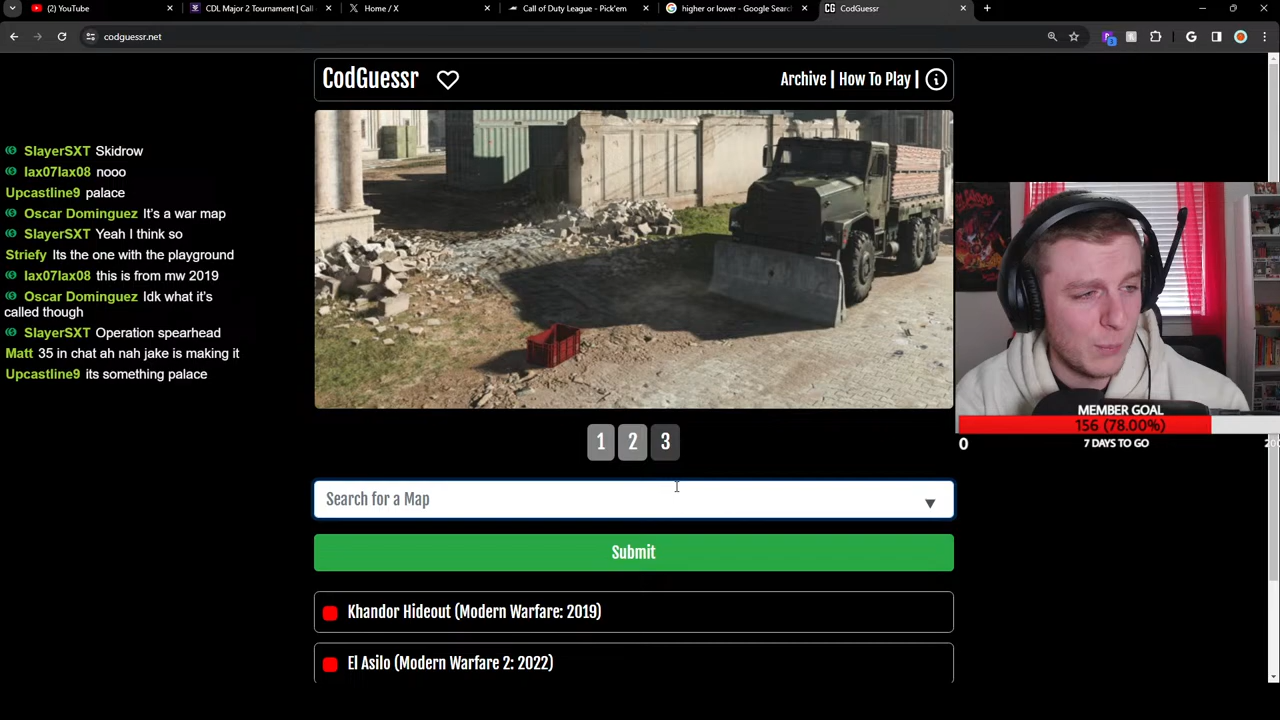 (2) YouTube
CDL Major 2 Tournament | Call
Home / X
Call of Duty League - Pick'em
higher or lower - Google Search
CodGuessr
codguessr.net
CodGuessr
Archive | How To Play |
SlayerSXT Skidrow
lax07lax08 nooo
Upcastline9 palace
Oscar Dominguez It's a war map
SlayerSXT Yeah I think so
Striefy Its the one with the playground
lax07lax08 this is from mw 2019
Oscar Dominguez Idk what it's
called though
SlayerSXT Operation spearhead
Matt 35 in chat ah nah jake is making it
Upcastline9 its something palace
1 2 3
Search for a Map
Submit
Khandor Hideout (Modern Warfare: 2019)
El Asilo (Modern Warfare 2: 2022)
MEMBER GOAL
156 (78.00%)
0
7 DAYS TO GO